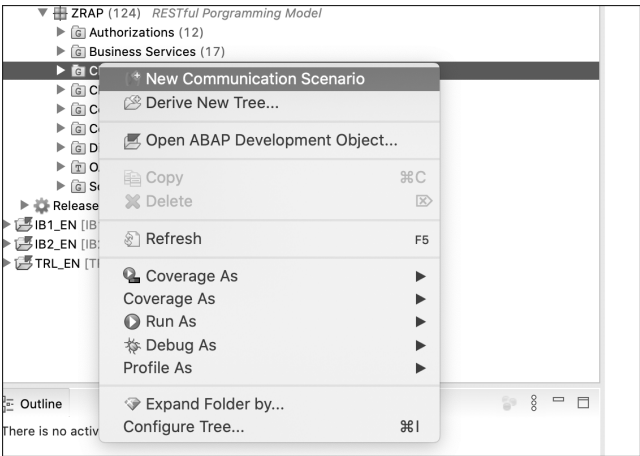 ZRAP (124) RESTful Porgramming Model
G Authorizations (12)
G Business Services (17)
G
New Communication Scenario
G
Derive New Tree...
G
G
Open ABAP Development Object...
G
T
Copy ⌘C
G
Delete ⌦
Release
IB1_EN [IB
Refresh F5
IB2_EN [IB
TRL_EN
Coverage As
Coverage As
Run As
Debug As
Profile As
Outline
Expand Folder by...
There is no activ
Configure Tree... ⌘I